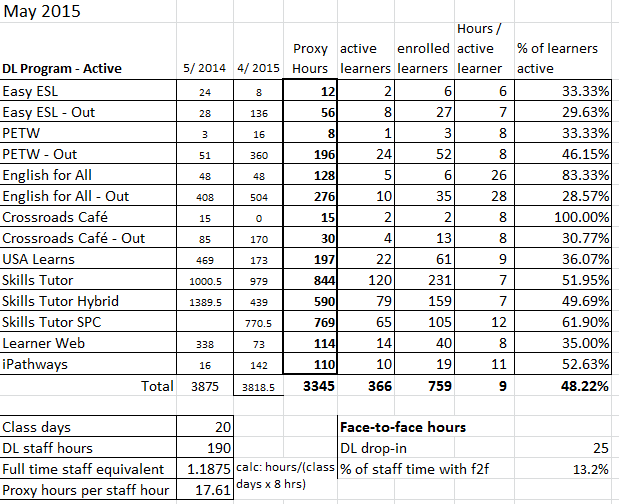 May 2015
Hours /
Proxy active enrolled active % of learners
DL Program - Active 5/2014 4/2015 Hours learners learners learner active
Easy ESL 24 8 12 2 6 6 33.33%
Easy ESL - Out 28 136 56 8 27 7 29.63%
PETW 3 16 8 1 3 8 33.33%
PETW - Out 51 360 196 24 52 8 46.15%
English for All 48 48 128 5 6 26 83.33%
English for All - Out 408 504 276 10 35 28 28.57%
Crossroads Café 15 0 15 2 2 8 100.00%
Crossroads Café - Out 85 170 30 4 13 8 30.77%
USA Learns 469 173 197 22 61 9 36.07%
Skills Tutor 1000.5 979 844 120 231 7 51.95%
Skills Tutor Hybrid 1389.5 439 590 79 159 7 49.69%
Skills Tutor SPC 770.5 769 65 105 12 61.90%
Learner Web 338 73 114 14 40 8 35.00%
iPathways 16 142 110 10 19 11 52.63%
Total 3875 3818.5 3345 366 759 9 48.22%
Class days 20 Face-to-face hours
DL staff hours 190 DL drop-in 25
Full time staff equivalent 1.1875 calc: hours/(class % of staff time with f2f 13.2%
days x 8 hrs)
Proxy hours per staff hour 17.61